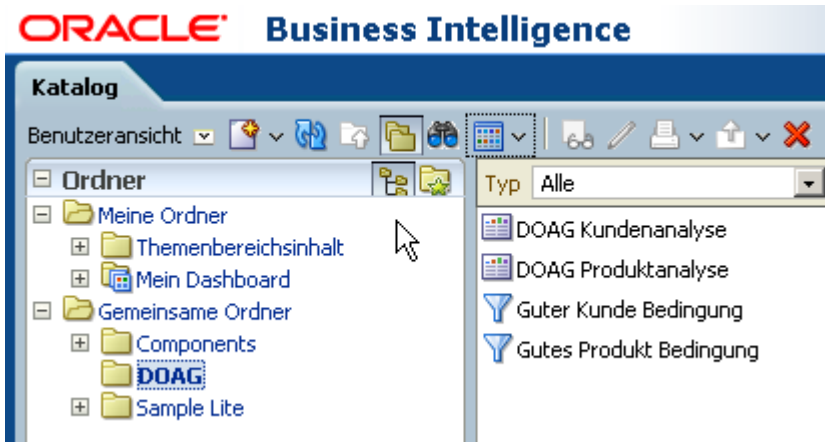 ORACLE Business Intelligence
Katalog
Benutzeransicht
Ordner
Typ Alle
Meine Ordner
Themenbereichsinhalt
Mein Dashboard
Gemeinsame Ordner
Components
DOAG
Sample Lite
DOAG Kundenanalyse
DOAG Produktanalyse
Guter Kunde Bedingung
Gutes Produkt Bedingung